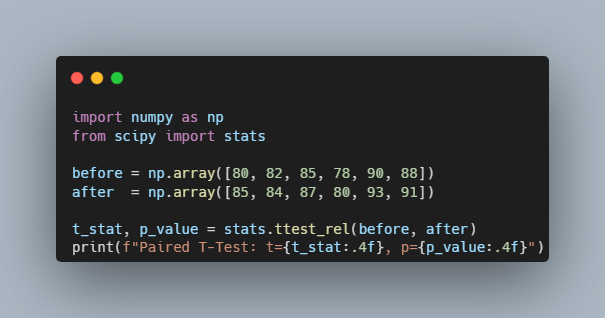 import numpy as np
from scipy import stats
before = np.array([80, 82, 85, 78, 90, 88])
after  = np.array([85, 84, 87, 80, 93, 91])
t_stat, p_value = stats.ttest_rel(before, after)
print(f"Paired T-Test: t={t_stat:.4f}, p={p_value:.4f}")